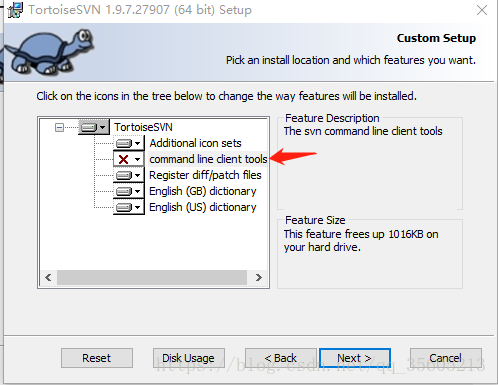 TortoiseSVN 1.9.7.27907 (64 bit) Setup
Custom Setup
Pick an install location and which features you want.
Click on the icons in the tree below to change the way features will be installed.
TortoiseSVN
Additional icon sets
command line client tools
Register diff/patch files
English (GB) dictionary
English (US) dictionary
Feature Description
The svn command line client tools
Feature Size
This feature frees up 1016KB on
your hard drive.
Reset
Disk Usage
< Back
Next >
Cancel
https://blog.csdn.net/qq_35603213